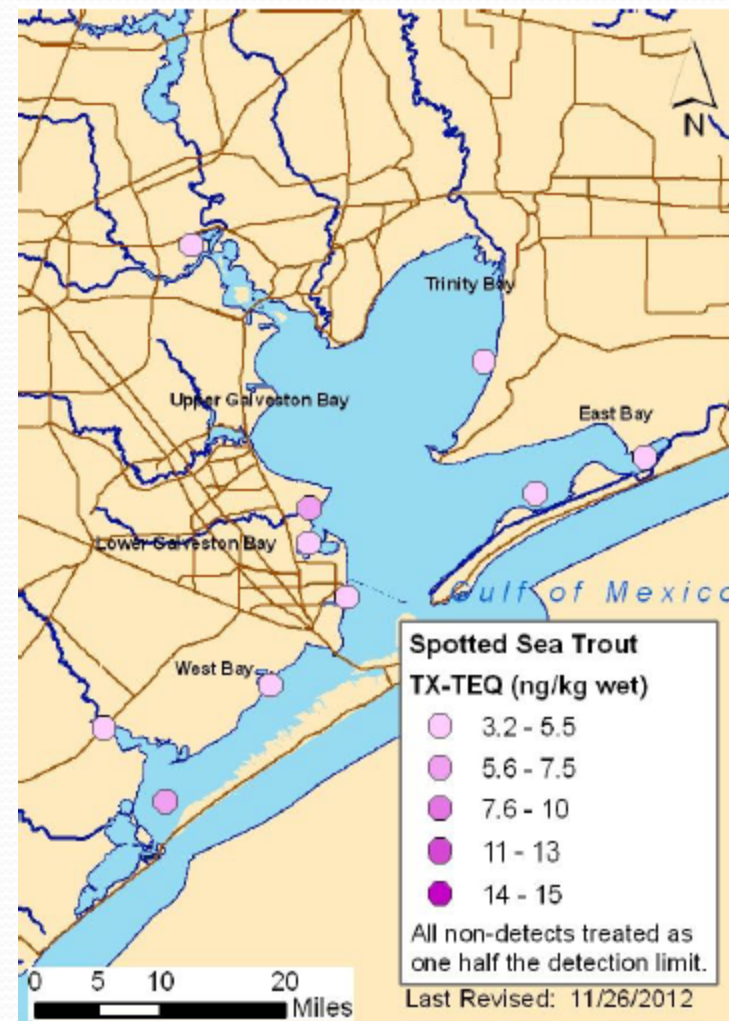 N
Trinity Bay
Upper Galveston Bay
East Bay
Lower Galveston Bay
Gulf of Mexico
West Bay
Spotted Sea Trout
TX-TEQ (ng/kg wet)
3.2 - 5.5
5.6 - 7.5
7.6 - 10
11 - 13
14 - 15
All non-detects treated as
one half the detection limit.
Last Revised: 11/26/2012
0 5 10 20
Miles